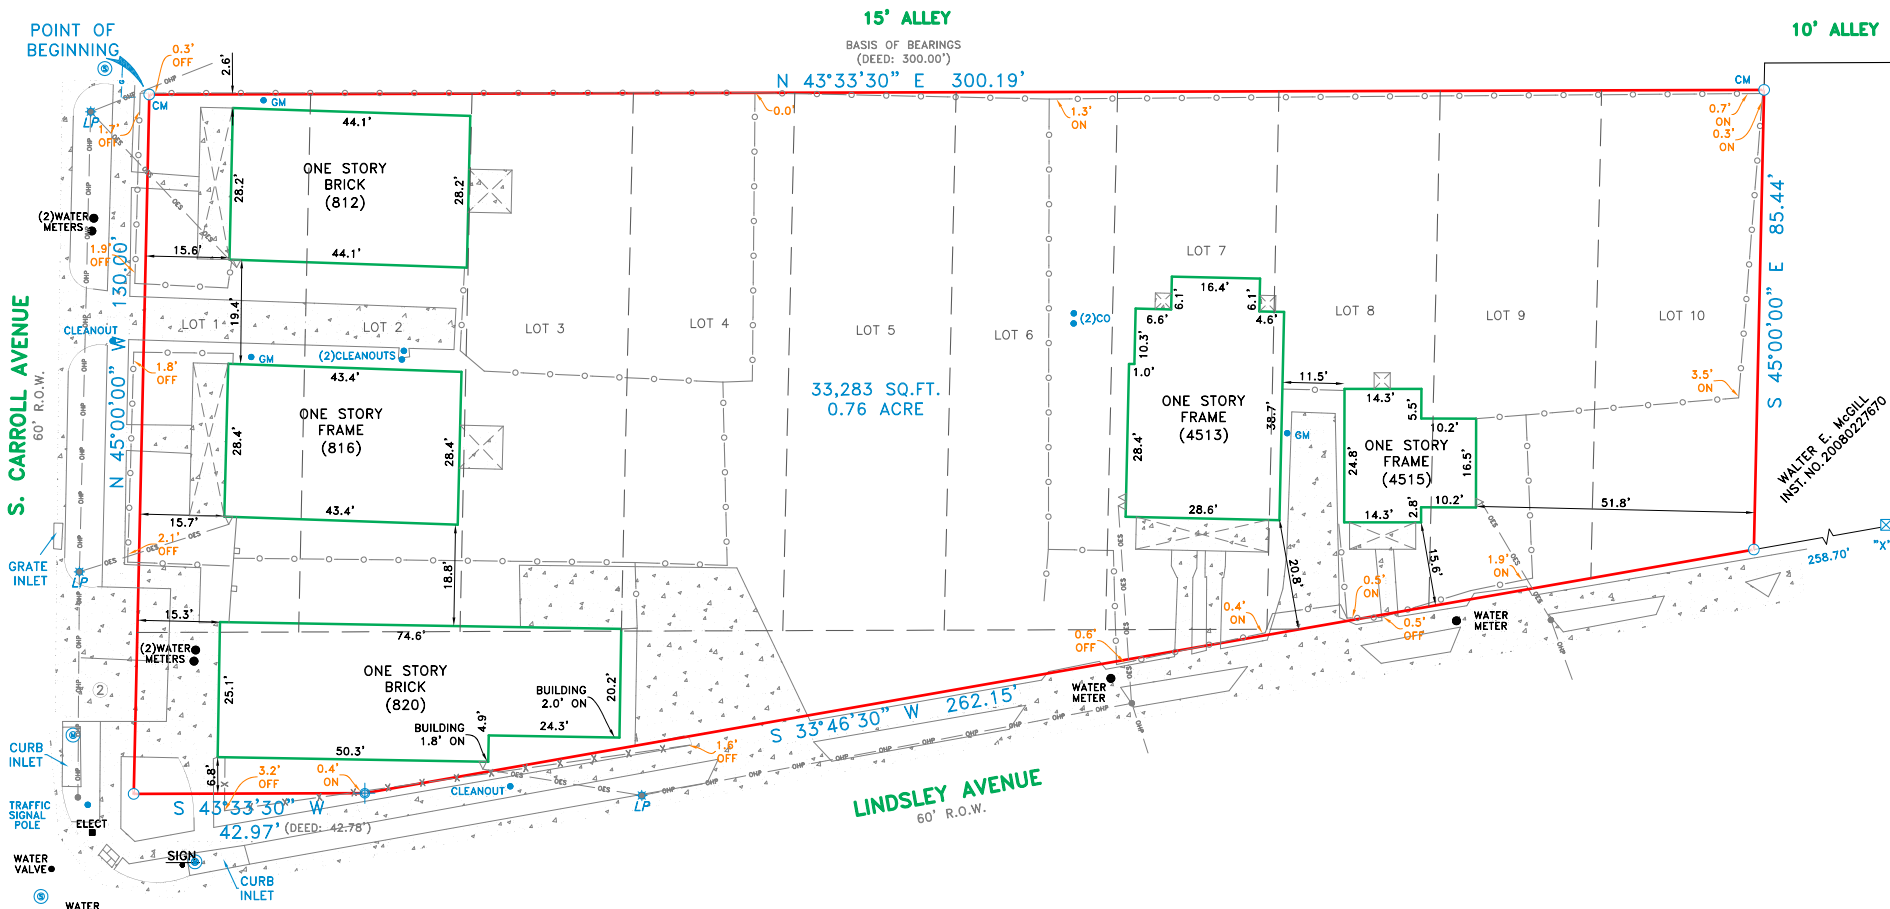 15' ALLEY
10' ALLEY
POINT OF
BEGINNING
BASIS OF BEARINGS
(DEED: 300.00')
N 43°33'30" E 300.19'
0.3'
OFF
2.6'
OHP
CM
GM
CM
0.0'
1.3'
ON
0.7'
ON
0.3'
ON
LP
1.7'
OFF
44.1'
ONE STORY
BRICK
(812)
28.2'
28.2'
44.1'
OES
(2)WATER
METERS
1.9'
OFF
15.6'
19.4'
S. CARROLL AVENUE
60' R.O.W.
N 45°00'00" W 130.00'
S 45°00'00" E 85.44'
CLEANOUT
LOT 1
LOT 2
LOT 3
LOT 4
LOT 5
LOT 6
LOT 7
LOT 8
LOT 9
LOT 10
(2)CO
GM
(2)CLEANOUTS
1.8'
OFF
43.4'
ONE STORY
FRAME
(816)
28.4'
28.4'
43.4'
33,283 SQ.FT.
0.76 ACRE
16.4'
6.1'
6.1'
6.6'
4.6'
10.3'
1.0'
ONE STORY
FRAME
(4513)
38.7'
28.4'
28.6'
GM
11.5'
14.3'
5.5'
10.2'
ONE STORY
FRAME
(4515)
24.8'
16.5'
10.2'
2.8'
14.3'
3.5'
ON
51.8'
WALTER E. McGILL
INST. NO. 20080227670
258.70'
"X"
15.7'
2.1'
OFF
OES
OES
GRATE
INLET
LP
18.8'
20.8'
15.6'
0.5'
ON
1.9'
ON
0.4'
ON
0.5'
OFF
0.6'
OFF
WATER
METER
WATER
METER
15.3'
74.6'
(2)WATER
METERS
ONE STORY
BRICK
(820)
25.1'
20.2'
BUILDING
2.0' ON
24.3'
4.9'
BUILDING
1.8' ON
50.3'
6.8'
2
M
CURB
INLET
3.2'
OFF
0.4'
ON
1.6'
OFF
S 33°46'30" W 262.15'
LINDSLEY AVENUE
60' R.O.W.
CLEANOUT
LP
S 43°33'30" W
42.97' (DEED: 42.78')
TRAFFIC
SIGNAL
POLE
ELECT
SIGN
WATER
VALVE
CURB
INLET
S
WATER